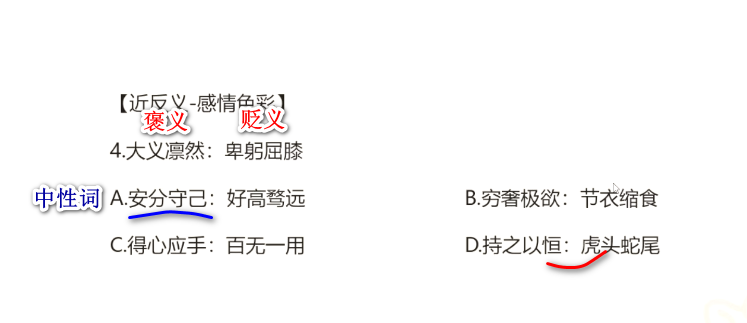 【近反义-感情色彩】
褒义 贬义
4.大义凛然：卑躬屈膝
中性词 A.安分守己：好高骛远 B.穷奢极欲：节衣缩食
C.得心应手：百无一用 D.持之以恒：虎头蛇尾